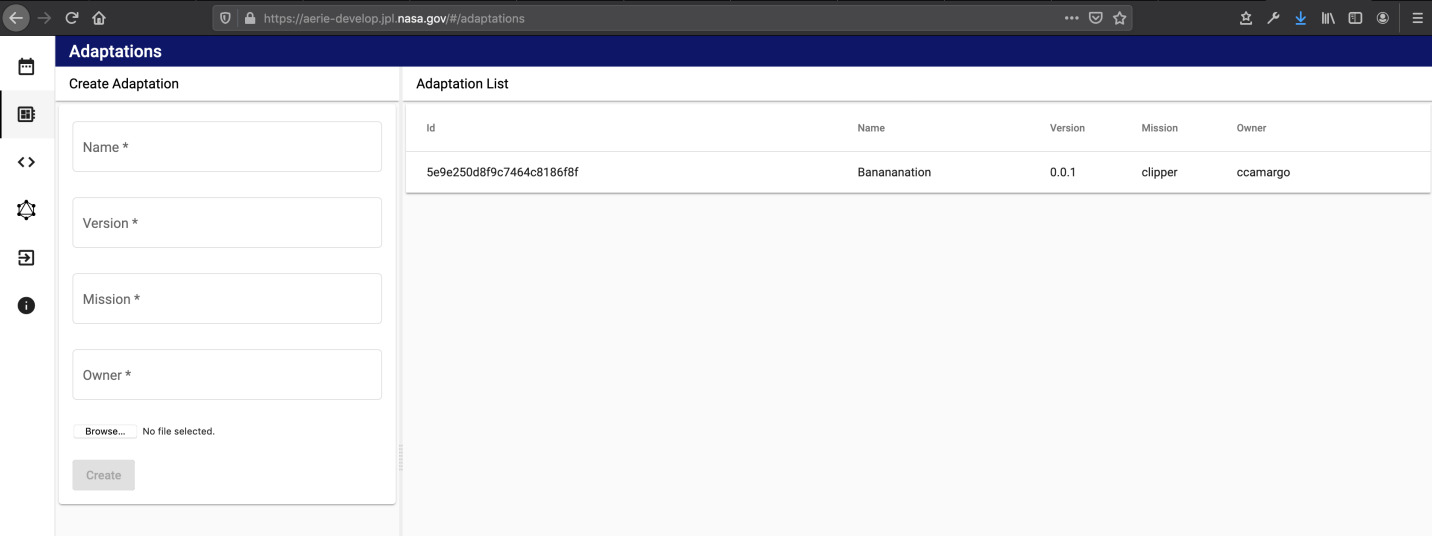 https://aerie-develop.jpl.nasa.gov/#/adaptations
Adaptations
Create Adaptation
Name *
Version *
Mission *
Owner *
Browse... No file selected.
Create
Adaptation List
Id Name Version Mission Owner
5e9e250d8f9c7464c8186f8f Banananation 0.0.1 clipper ccamargo